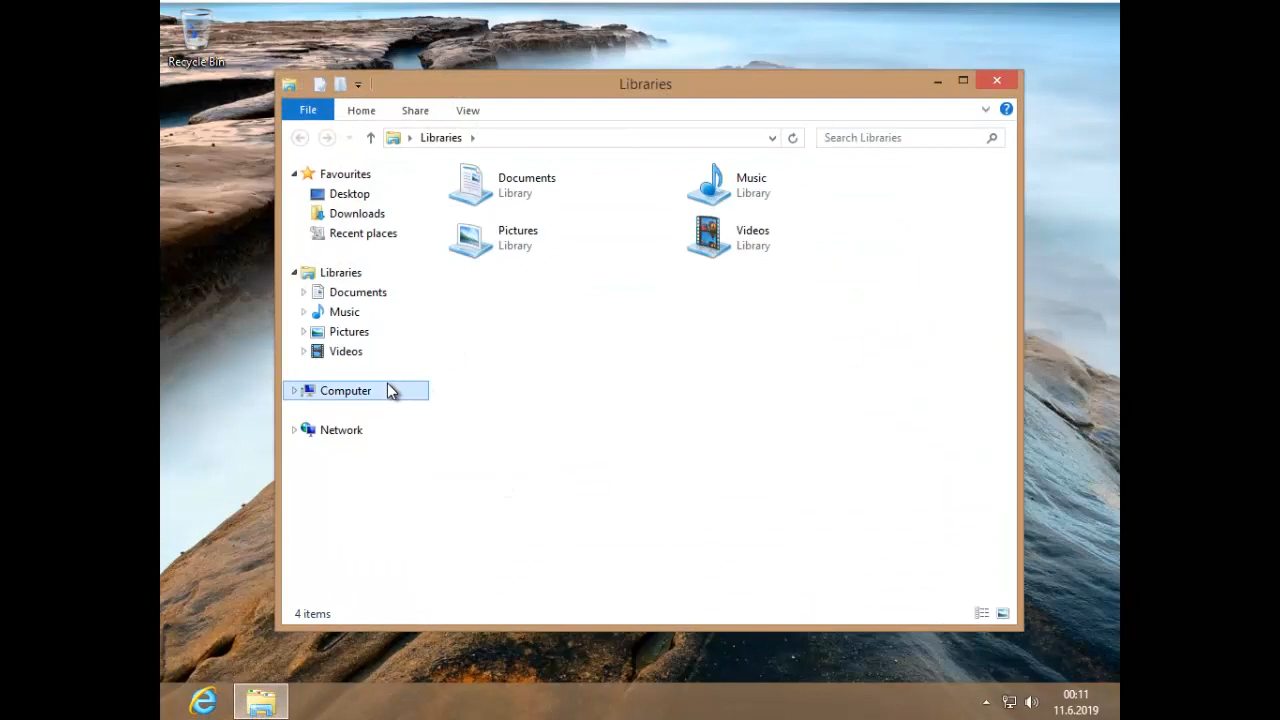 Recycle Bin
Libraries
File Home Share View
Libraries
Search Libraries
Favourites
Desktop
Downloads
Recent places
Libraries
Documents
Music
Pictures
Videos
Computer
Network
Documents
Library
Music
Library
Pictures
Library
Videos
Library
4 items
00:11
11.6.2019